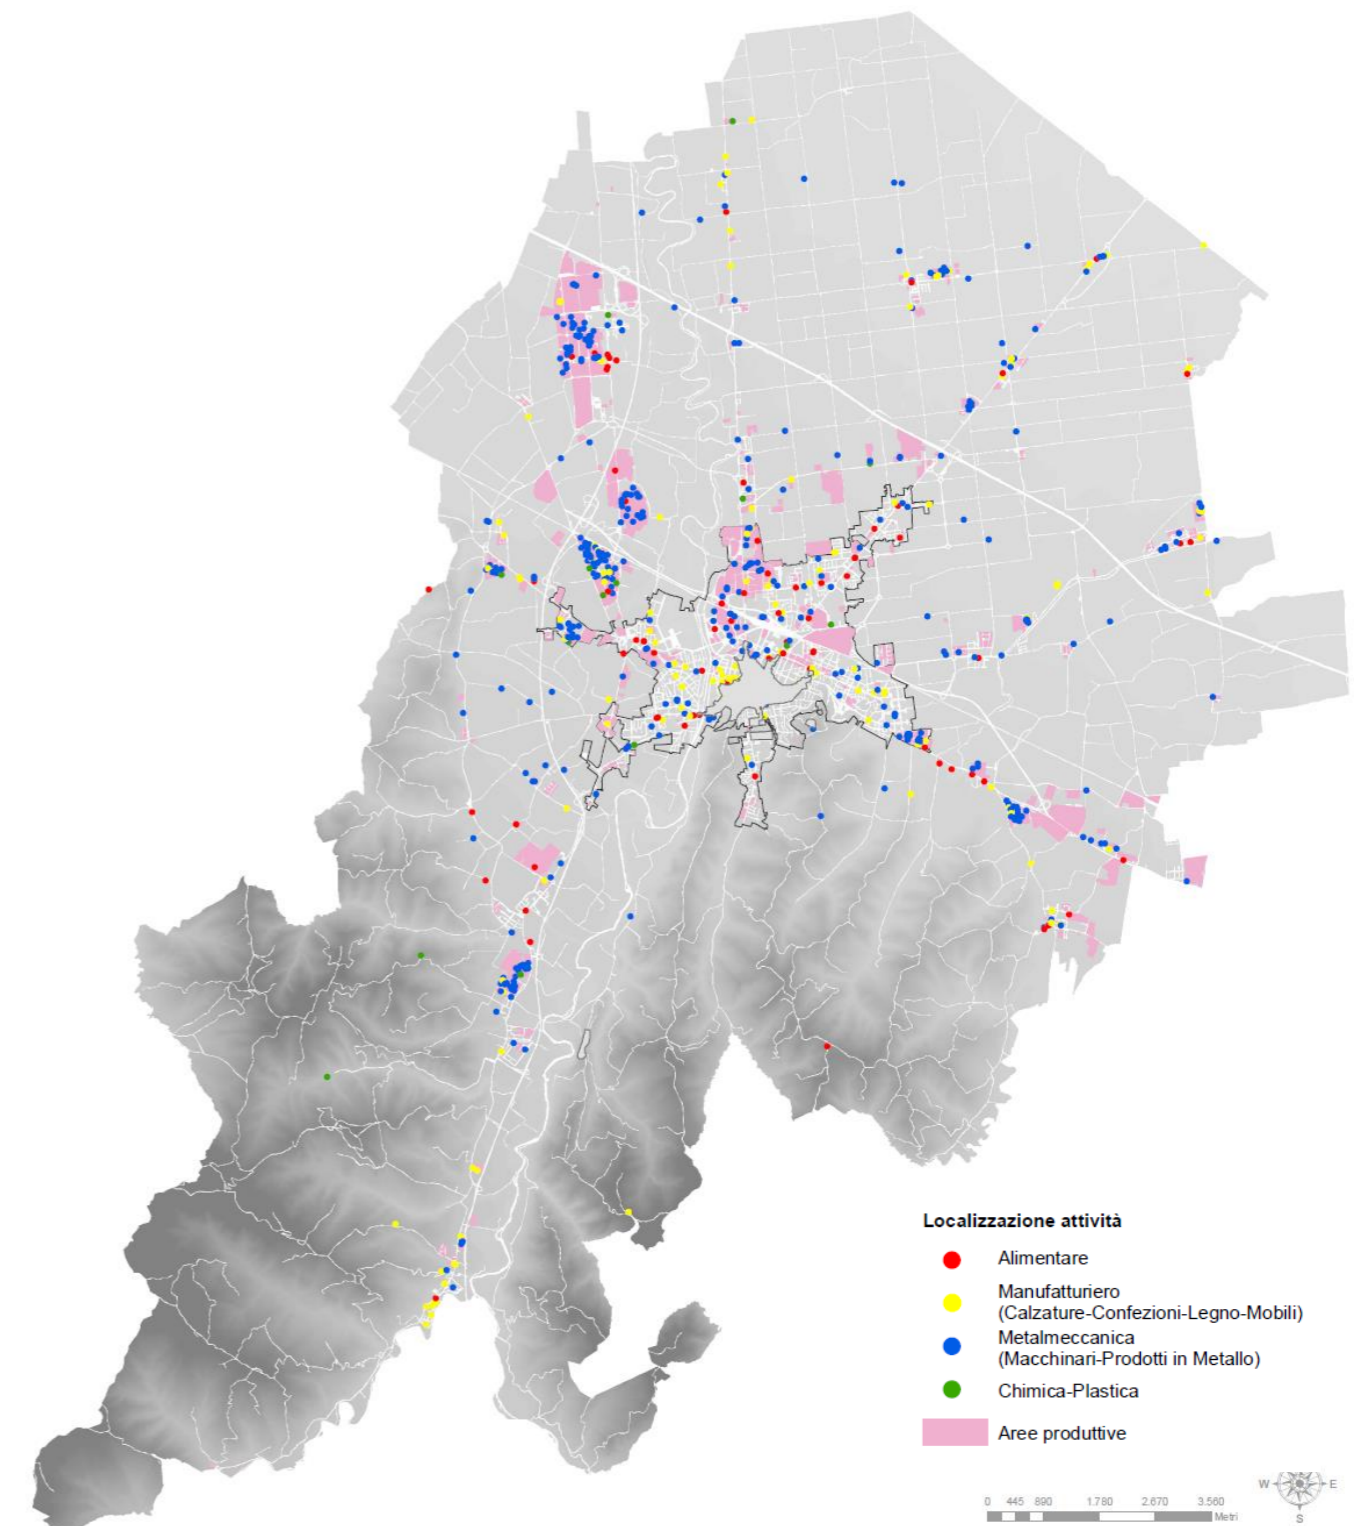 Localizzazione attività
Alimentare
Manufatturiero
(Calzature-Confezioni-Legno-Mobili)
Metalmeccanica
(Macchinari-Prodotti in Metallo)
Chimica-Plastica
Aree produttive
W E
S
0 445 890 1.780 2.670 3.560
Metri